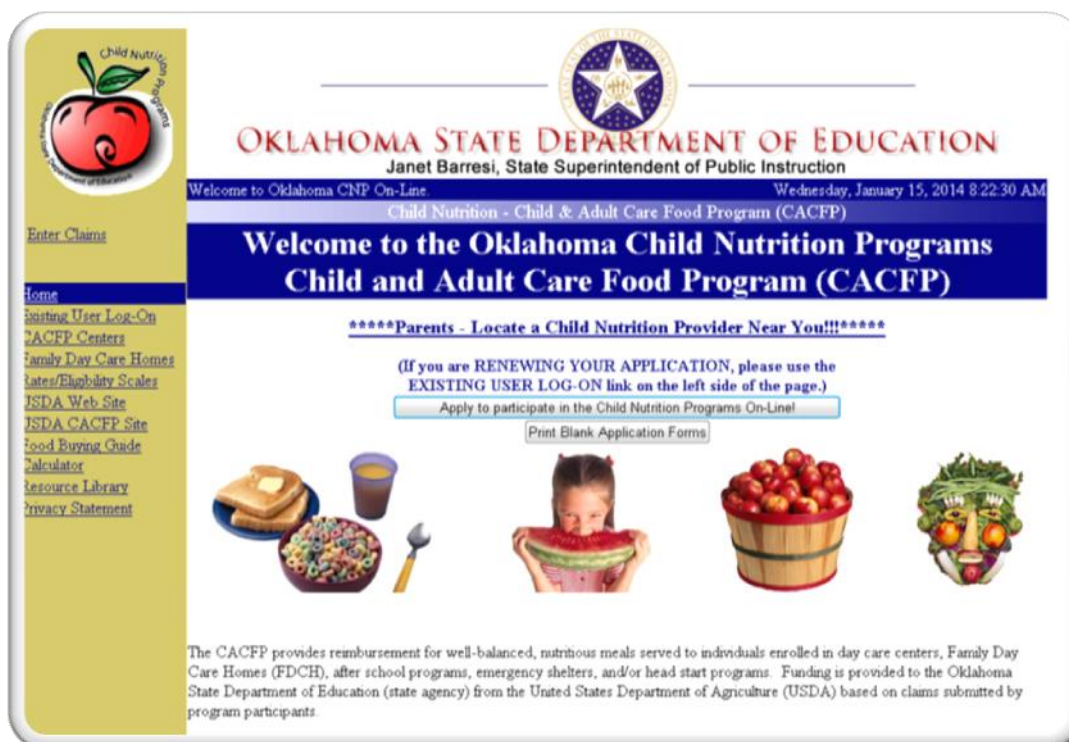 Child Nutrition Programs
Oklahoma State Department of Education
GREAT SEAL OF THE STATE OF OKLAHOMA
OKLAHOMA STATE DEPARTMENT OF EDUCATION
Janet Barresi, State Superintendent of Public Instruction
Welcome to Oklahoma CNP On-Line. Wednesday, January 15, 2014 8:22:30 AM
Child Nutrition - Child & Adult Care Food Program (CACFP)
Welcome to the Oklahoma Child Nutrition Programs
Child and Adult Care Food Program (CACFP)
Enter Claims
Home
Existing User Log-On
CACFP Centers
Family Day Care Homes
Rates/Eligibility Scales
USDA Web Site
USDA CACFP Site
Food Buying Guide
Calculator
Resource Library
Privacy Statement
*****Parents - Locate a Child Nutrition Provider Near You!!!*****
(If you are RENEWING YOUR APPLICATION, please use the
EXISTING USER LOG-ON link on the left side of the page.)
Apply to participate in the Child Nutrition Programs On-Line!
Print Blank Application Forms
The CACFP provides reimbursement for well-balanced, nutritious meals served to individuals enrolled in day care centers, Family Day
Care Homes (FDCH), after school programs, emergency shelters, and/or head start programs. Funding is provided to the Oklahoma
State Department of Education (state agency) from the United States Department of Agriculture (USDA) based on claims submitted by
program participants.